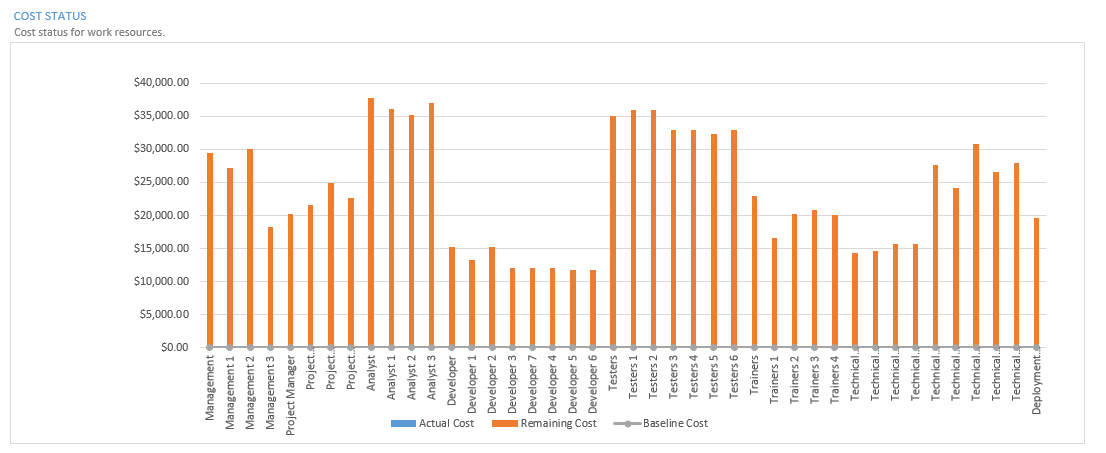 COST STATUS
Cost status for work resources.
$40,000.00
$35,000.00
$30,000.00
$25,000.00
$20,000.00
$15,000.00
$10,000.00
$5,000.00
$0.00
Management
Management 1
Management 2
Management 3
Project Manager
Project...
Project...
Project...
Analyst
Analyst 1
Analyst 2
Analyst 3
Developer
Developer 1
Developer 2
Developer 3
Developer 7
Developer 4
Developer 5
Developer 6
Testers
Testers 1
Testers 2
Testers 3
Testers 4
Testers 5
Testers 6
Trainers
Trainers 1
Trainers 2
Trainers 3
Trainers 4
Technical...
Technical...
Technical...
Technical...
Technical...
Technical...
Technical...
Technical...
Technical...
Deployment...
Actual Cost
Remaining Cost
Baseline Cost